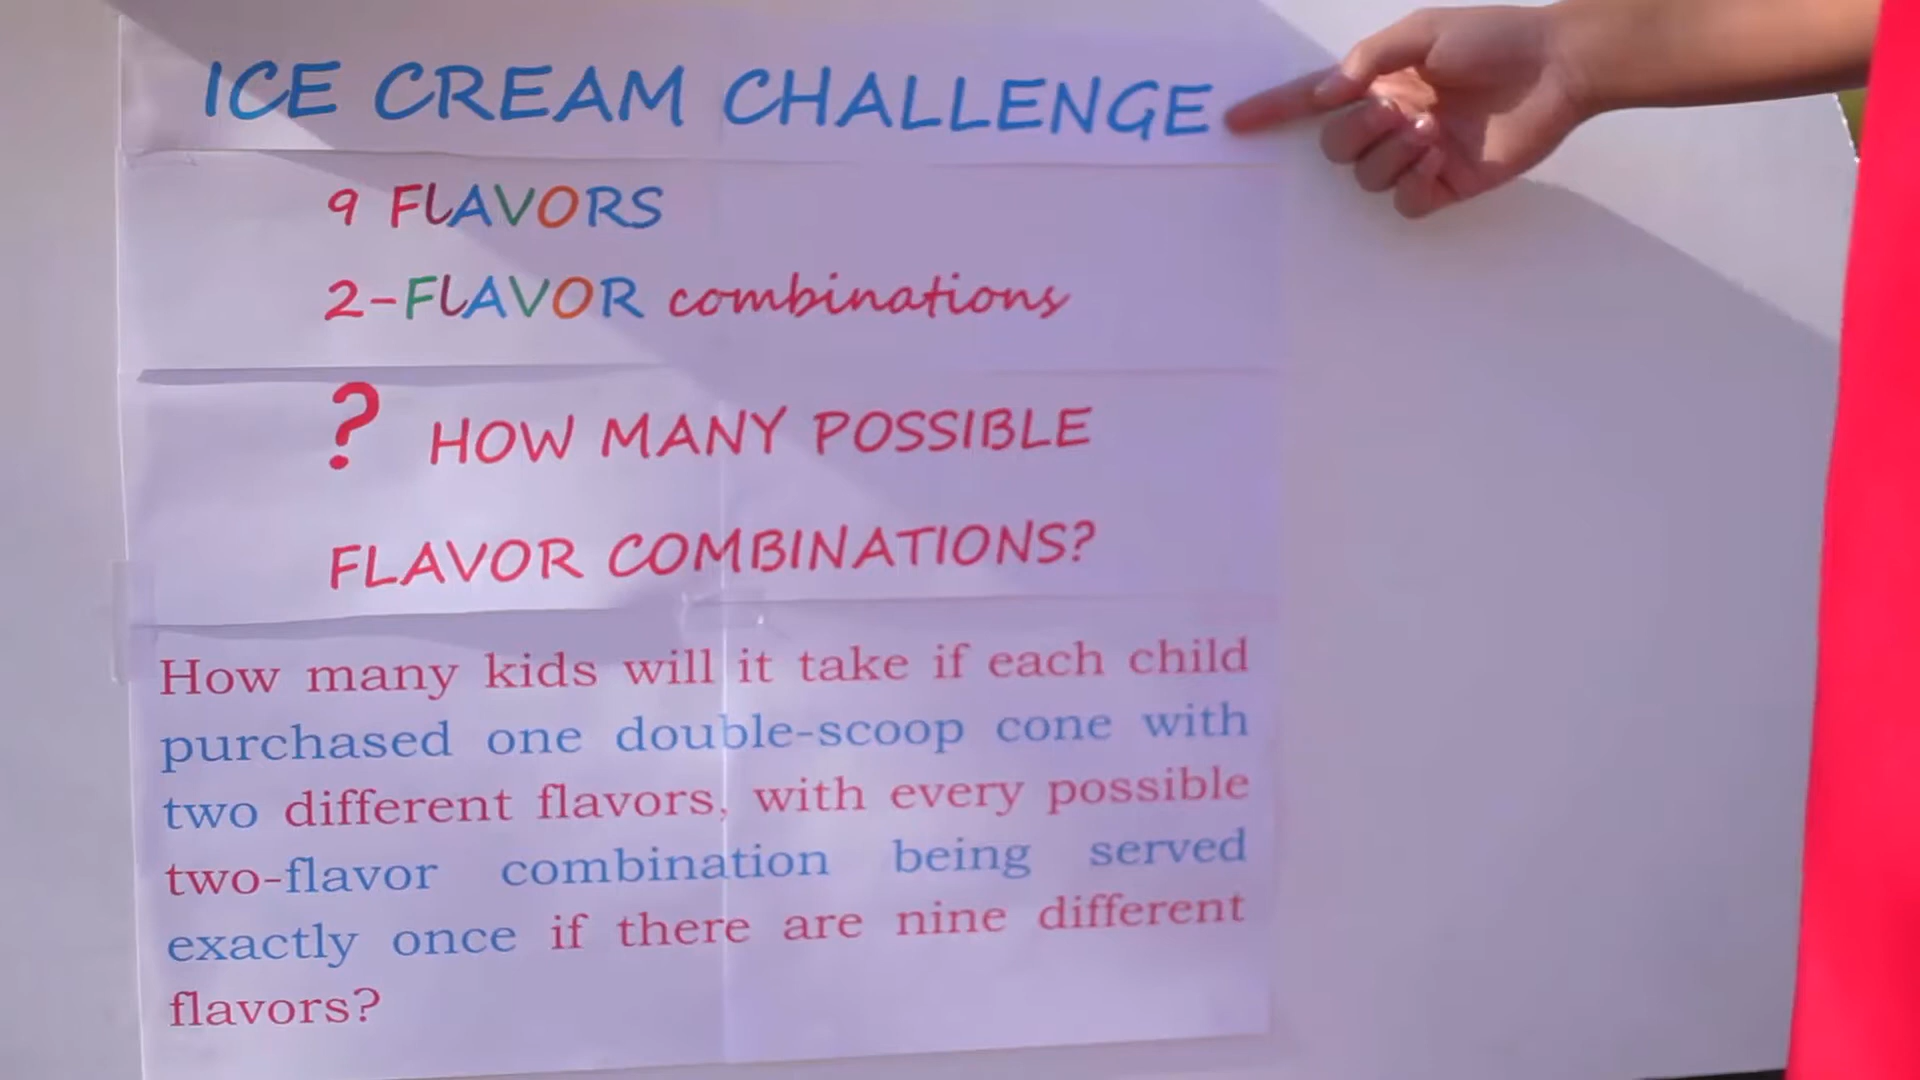 ICE CREAM CHALLENGE
9 FLAVORS
2-FLAVOR combinations
? HOW MANY POSSIBLE
FLAVOR COMBINATIONS?
How many kids will it take if each child
purchased one double-scoop cone with
two different flavors, with every possible
two-flavor combination being served
exactly once if there are nine different
flavors?